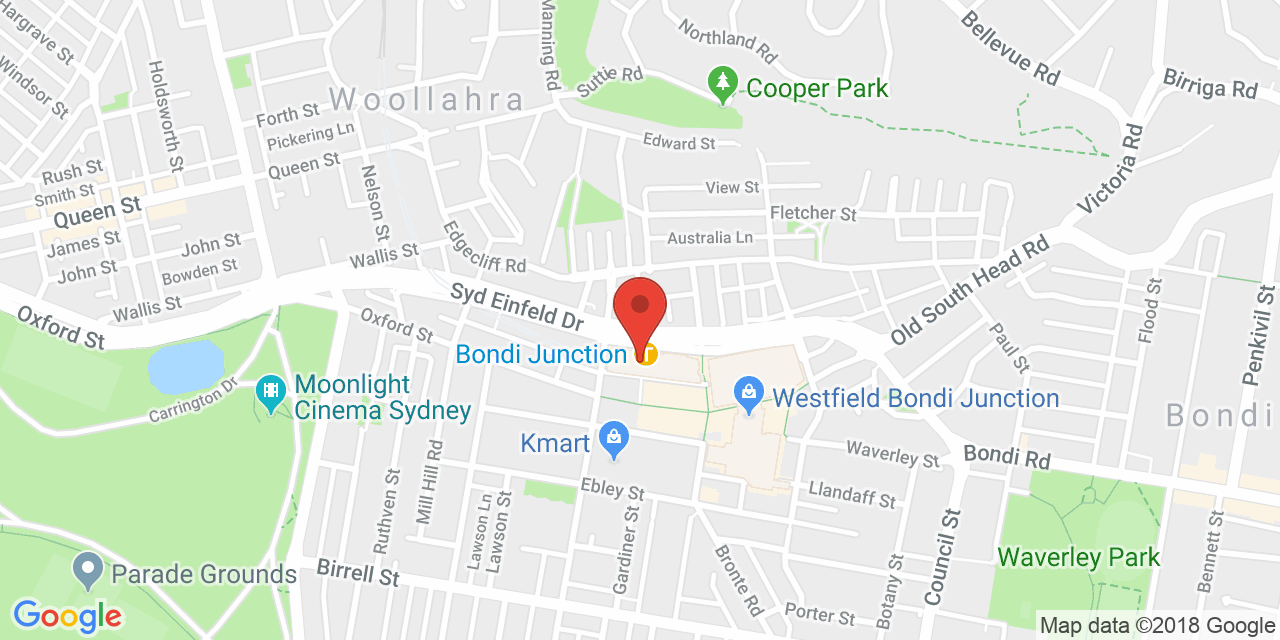 Hargrave St
Windsor St
Holdsworth St
Manning Rd
Northland Rd
Bellevue Rd
Birriga Rd
Suttie Rd
Cooper Park
Woollahra
Forth St
Pickering Ln
Edward St
Victoria Rd
Rush St
Queen St
Smith St
Nelson St
View St
Queen St
Fletcher St
James St
John St
Edgecliff Rd
Australia Ln
John St
Bowden St
Wallis St
Old South Head Rd
Wallis St
Syd Einfeld Dr
Flood St
Penkivil St
Oxford St
Oxford St
Paul St
Bondi Junction
Carrington Dr
Moonlight
Cinema Sydney
Westfield Bondi Junction
Bondi
Kmart
Mill Hill Rd
Waverley St
Bondi Rd
Ruthven St
Lawson Ln
Lawson St
Ebley St
Llandaff St
Gardiner St
Council St
Bennett St
Parade Grounds
Birrell St
Bronte Rd
Botany St
Waverley Park
Porter St
Google
Map data ©2018 Google